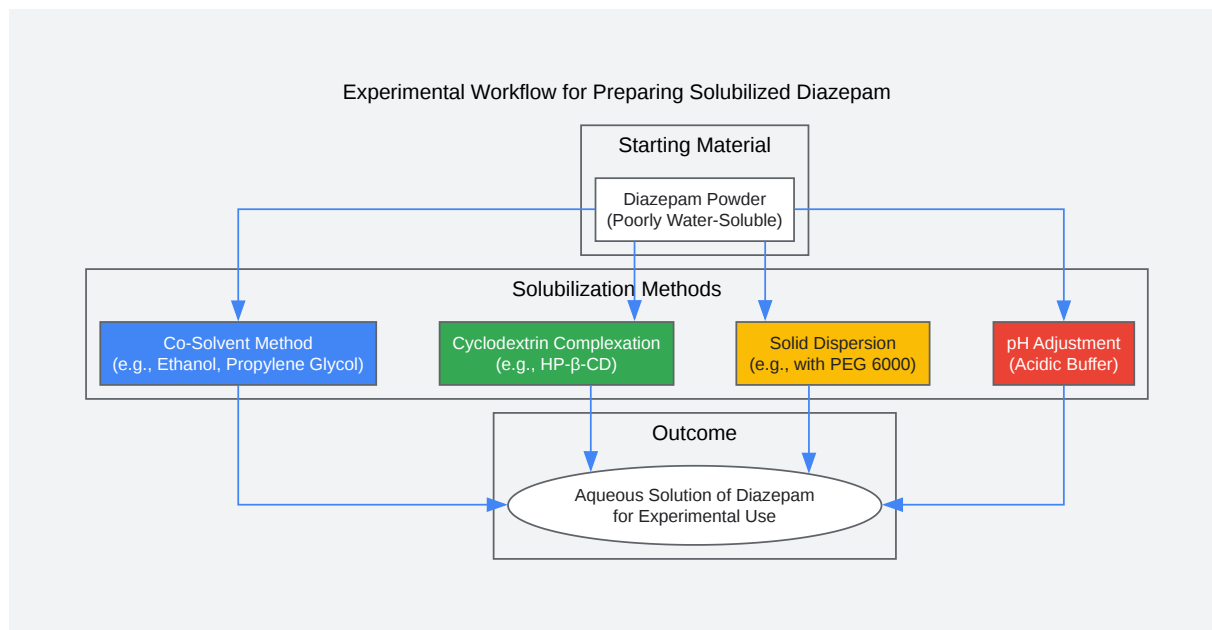 Experimental Workflow for Preparing Solubilized Diazepam
Starting Material
Diazepam Powder
(Poorly Water-Soluble)
Solubilization Methods
Co-Solvent Method
(e.g., Ethanol, Propylene Glycol)
Cyclodextrin Complexation
(e.g., HP-β-CD)
Solid Dispersion
(e.g., with PEG 6000)
pH Adjustment
(Acidic Buffer)
Outcome
Aqueous Solution of Diazepam
for Experimental Use